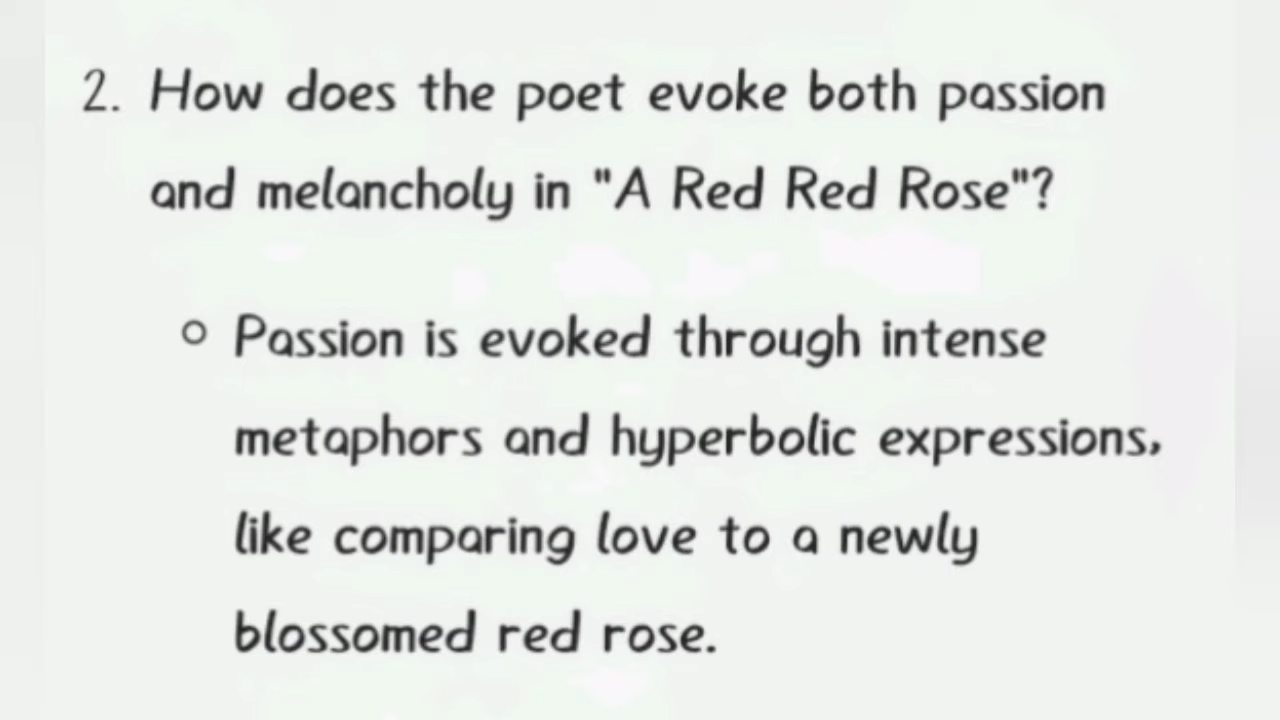 2. How does the poet evoke both passion
and melancholy in "A Red Red Rose"?
○ Passion is evoked through intense
metaphors and hyperbolic expressions,
like comparing love to a newly
blossomed red rose.